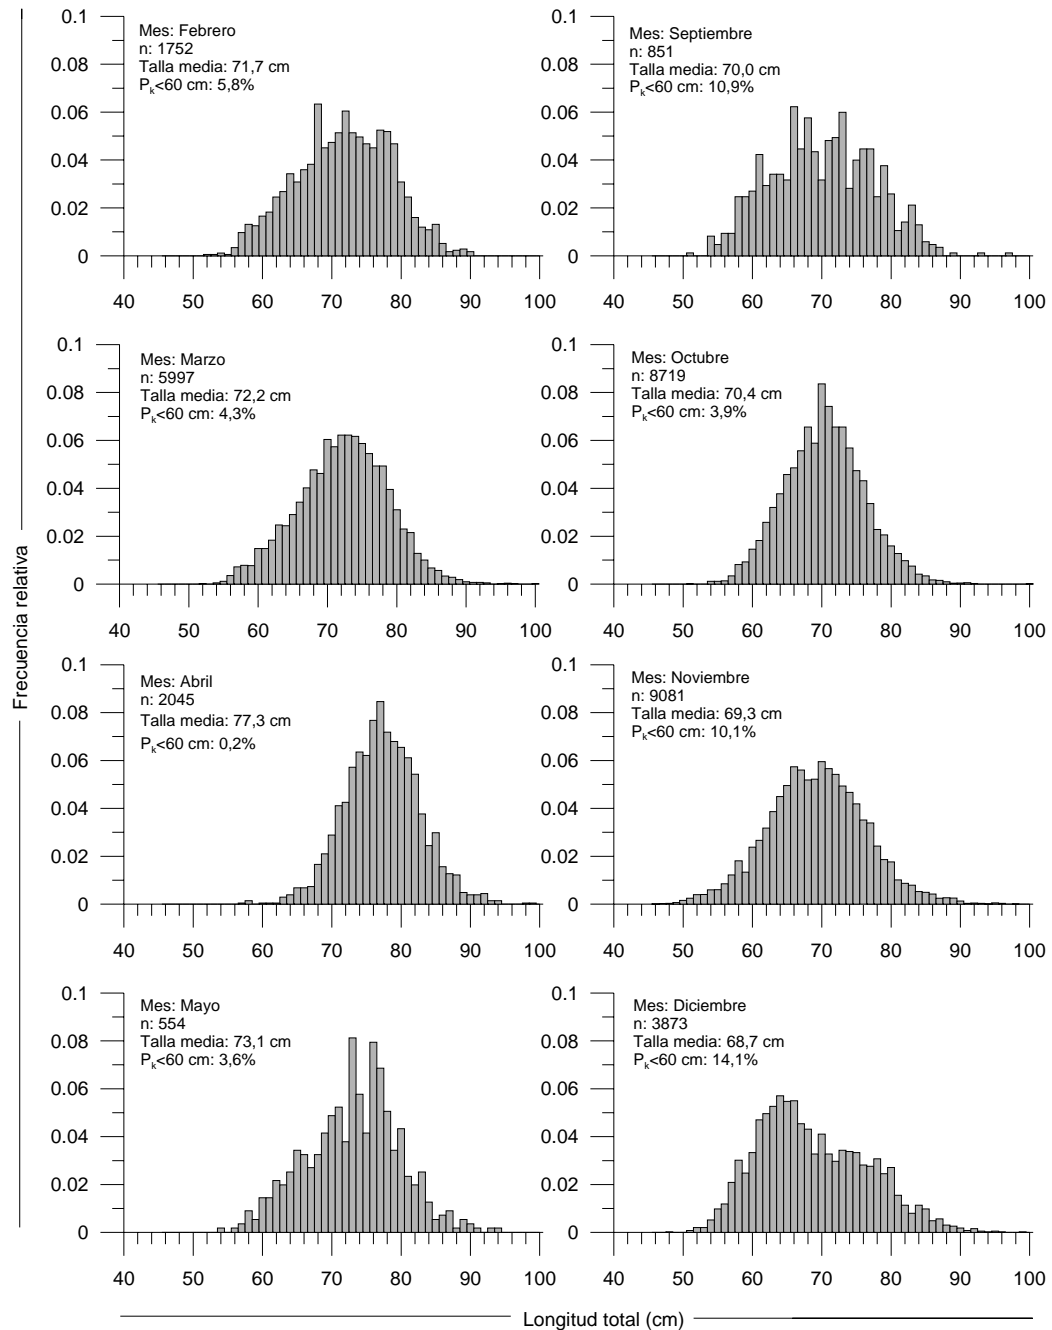 Frecuencia relativa
Mes: Febrero
n: 1752
Talla media: 71,7 cm
Pk<60 cm: 5,8%
0.1
0.08
0.06
0.04
0.02
0
40 50 60 70 80 90 100
Mes: Septiembre
n: 851
Talla media: 70,0 cm
Pk<60 cm: 10,9%
0.1
0.08
0.06
0.04
0.02
0
40 50 60 70 80 90 100
Mes: Marzo
n: 5997
Talla media: 72,2 cm
Pk<60 cm: 4,3%
0.1
0.08
0.06
0.04
0.02
0
40 50 60 70 80 90 100
Mes: Octubre
n: 8719
Talla media: 70,4 cm
Pk<60 cm: 3,9%
0.1
0.08
0.06
0.04
0.02
0
40 50 60 70 80 90 100
Mes: Abril
n: 2045
Talla media: 77,3 cm
Pk<60 cm: 0,2%
0.1
0.08
0.06
0.04
0.02
0
40 50 60 70 80 90 100
Mes: Noviembre
n: 9081
Talla media: 69,3 cm
Pk<60 cm: 10,1%
0.1
0.08
0.06
0.04
0.02
0
40 50 60 70 80 90 100
Mes: Mayo
n: 554
Talla media: 73,1 cm
Pk<60 cm: 3,6%
0.1
0.08
0.06
0.04
0.02
0
40 50 60 70 80 90 100
Mes: Diciembre
n: 3873
Talla media: 68,7 cm
Pk<60 cm: 14,1%
0.1
0.08
0.06
0.04
0.02
0
40 50 60 70 80 90 100
Longitud total (cm)